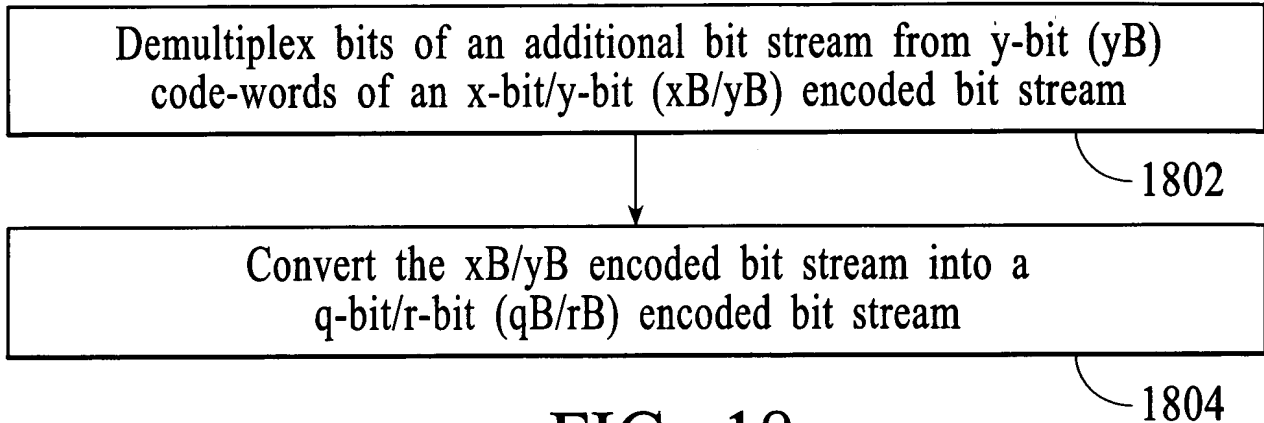 Demultiplex bits of an additional bit stream from y-bit (yB)
code-words of an x-bit/y-bit (xB/yB) encoded bit stream
1802
Convert the xB/yB encoded bit stream into a
q-bit/r-bit (qB/rB) encoded bit stream
1804